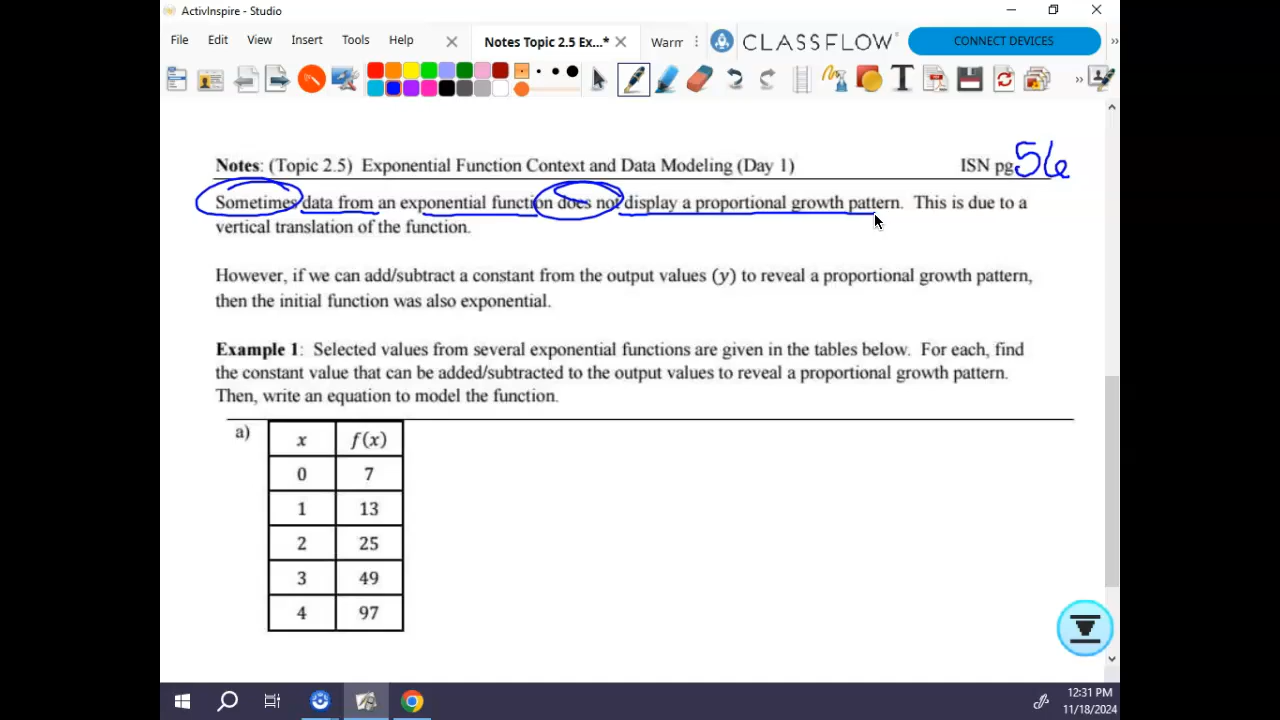 ActivInspire - Studio
File Edit View Insert Tools Help
Notes Topic 2.5 Ex...*
Warm
CLASSFLOW
CONNECT DEVICES
Notes: (Topic 2.5) Exponential Function Context and Data Modeling (Day 1) ISN pg 56
Sometimes data from an exponential function does not display a proportional growth pattern. This is due to a
vertical translation of the function.
However, if we can add/subtract a constant from the output values (y) to reveal a proportional growth pattern,
then the initial function was also exponential.
Example 1: Selected values from several exponential functions are given in the tables below. For each, find
the constant value that can be added/subtracted to the output values to reveal a proportional growth pattern.
Then, write an equation to model the function.
a)
x f(x)
0 7
1 13
2 25
3 49
4 97
12:31 PM
11/18/2024